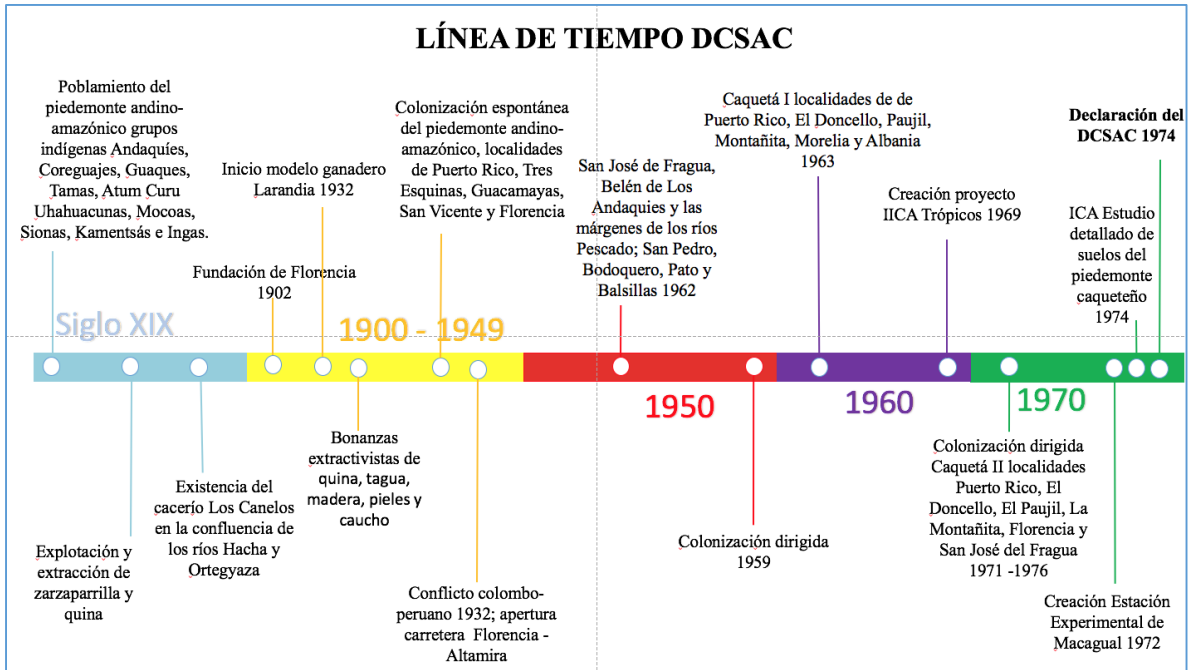 LÍNEA DE TIEMPO DCSAC
Poblamiento del
piedemonte andino-
amazónico grupos
indígenas Andaquíes,
Coreguajes, Guaques,
Tamas, Atum Curu
Uhahuacunas, Mocoas,
Sionas, Kamentsás e Ingas.
Fundación de Florencia
1902
Inicio modelo ganadero
Larandia 1932
Colonización espontánea
del piedemonte andino-
amazónico, localidades
de Puerto Rico, Tres
Esquinas, Guacamayas,
San Vicente y Florencia
San José de Fragua,
Belén de Los
Andaquies y las
márgenes de los ríos
Pescado; San Pedro,
Bodoquero, Pato y
Balsillas 1962
Caquetá I localidades de de
Puerto Rico, El Doncello, Paujil,
Montañita, Morelia y Albania
1963
Creación proyecto
IICA Trópicos 1969
Declaración del
DCSAC 1974
ICA Estudio
detallado de
suelos del
piedemonte
caqueteño
1974
Siglo XIX
1900 - 1949
1950
1960
1970
Explotación y
extracción de
zarzaparrilla y
quina
Existencia del
cacerío Los Canelos
en la confluencia de
los ríos Hacha y
Ortegyaza
Bonanzas
extractivistas de
quina, tagua,
madera, pieles y
caucho
Conflicto colombo-
peruano 1932; apertura
carretera Florencia -
Altamira
Colonización dirigida
1959
Colonización dirigida
Caquetá II localidades
Puerto Rico, El
Doncello, El Paujil, La
Montañita, Florencia y
San José del Fragua
1971 -1976
Creación Estación
Experimental de
Macagual 1972